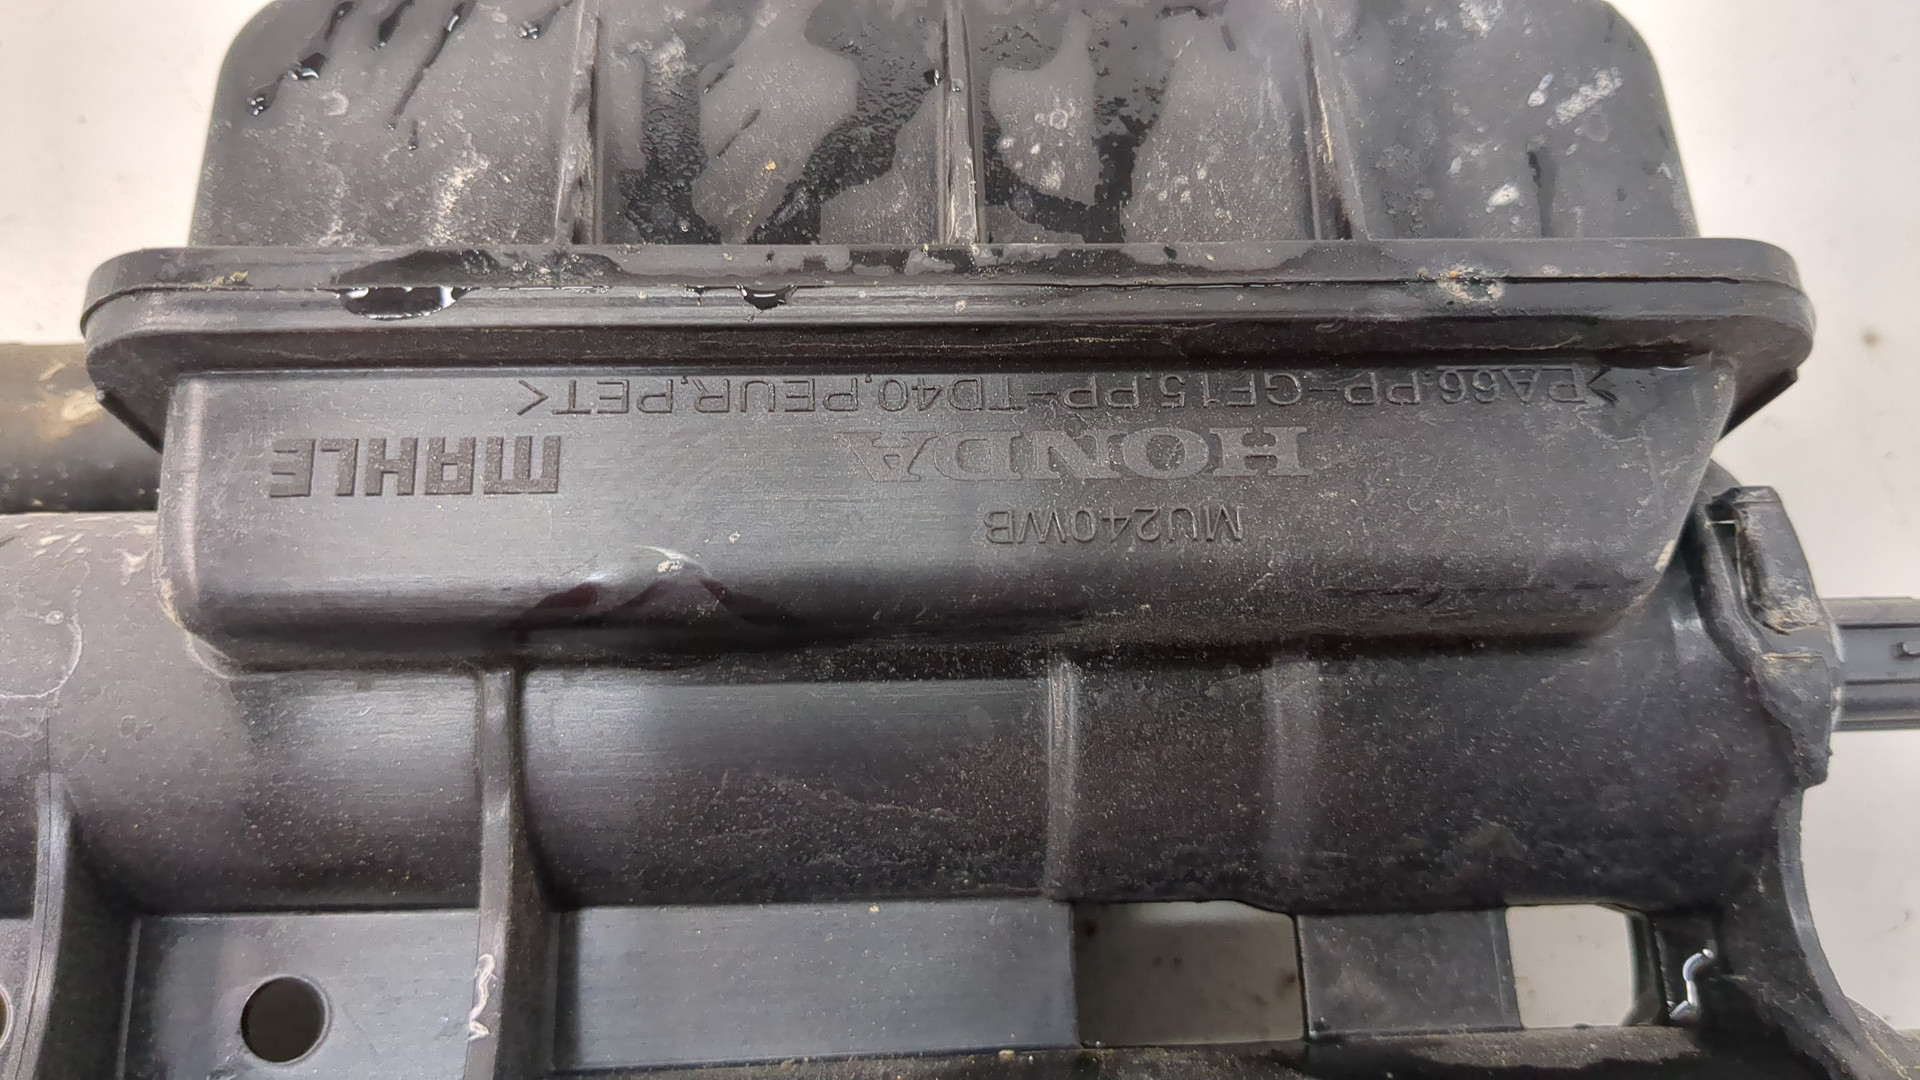 MU240WB
HONDA MAHLE
>PA66,PP-GF15,PP-TD40,PEUR,PET<